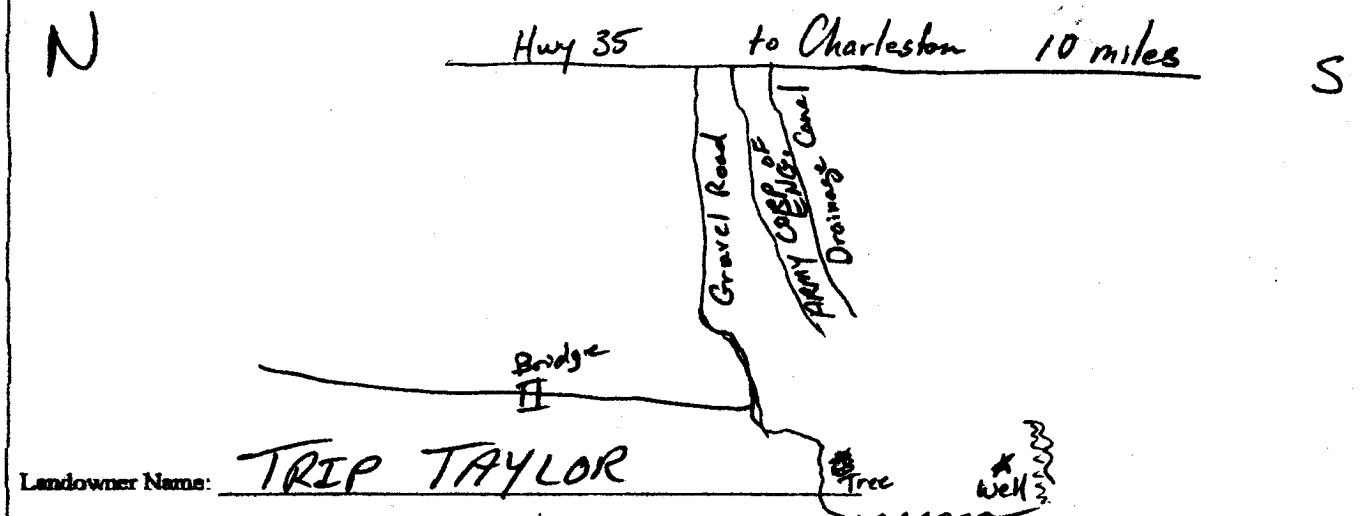 N
Hwy 35 to Charleston 10 miles
S
Gravel Road
ARMY CORP OF ENG.
Drainage Canal
Bridge
Landowner Name: TRIP TAYLOR
Tree
Well